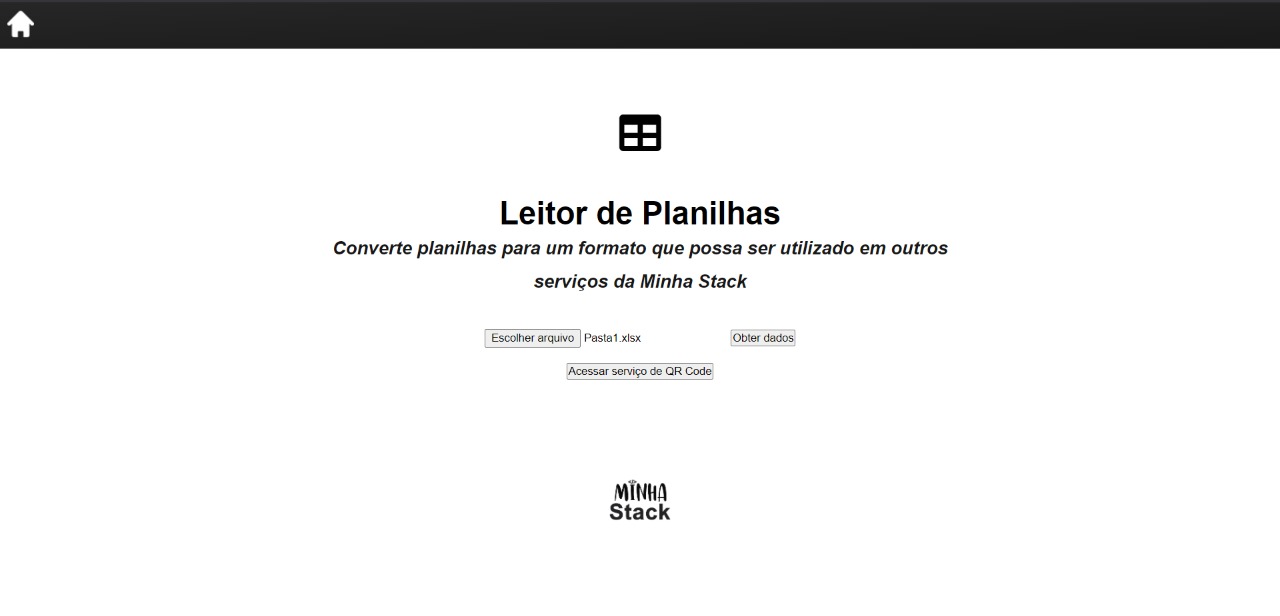 Leitor de Planilhas
Converte planilhas para um formato que possa ser utilizado em outros
serviços da Minha Stack
Escolher arquivo Pasta1.xlsx Obter dados
Acessar serviço de QR Code
MINHA
Stack